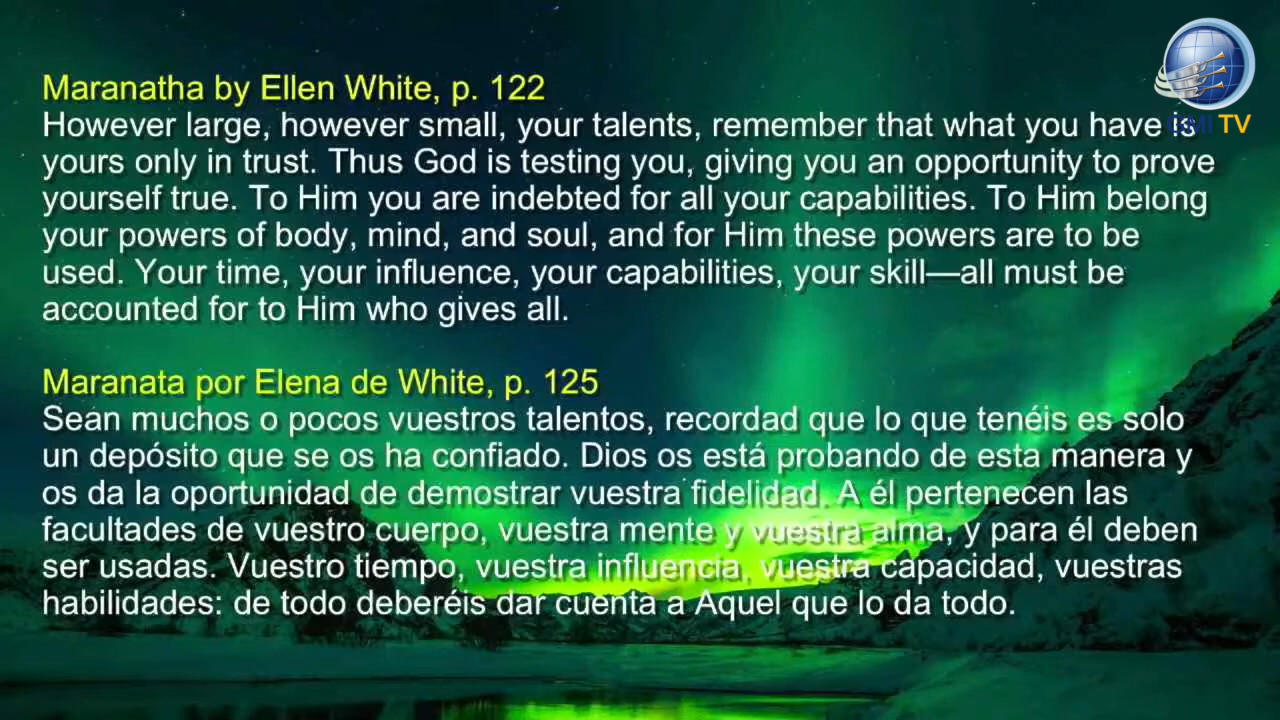 Maranatha by Ellen White, p. 122
However large, however small, your talents, remember that what you have is
yours only in trust. Thus God is testing you, giving you an opportunity to prove
yourself true. To Him you are indebted for all your capabilities. To Him belong
your powers of body, mind, and soul, and for Him these powers are to be
used. Your time, your influence, your capabilities, your skill—all must be
accounted for to Him who gives all.
Maranata por Elena de White, p. 125
Sean muchos o pocos vuestros talentos, recordad que lo que tenéis es solo
un depósito que se os ha confiado. Dios os está probando de esta manera y
os da la oportunidad de demostrar vuestra fidelidad. A él pertenecen las
facultades de vuestro cuerpo, vuestra mente y vuestra alma, y para él deben
ser usadas. Vuestro tiempo, vuestra influencia, vuestra capacidad, vuestras
habilidades: de todo deberéis dar cuenta a Aquel que lo da todo.
TV